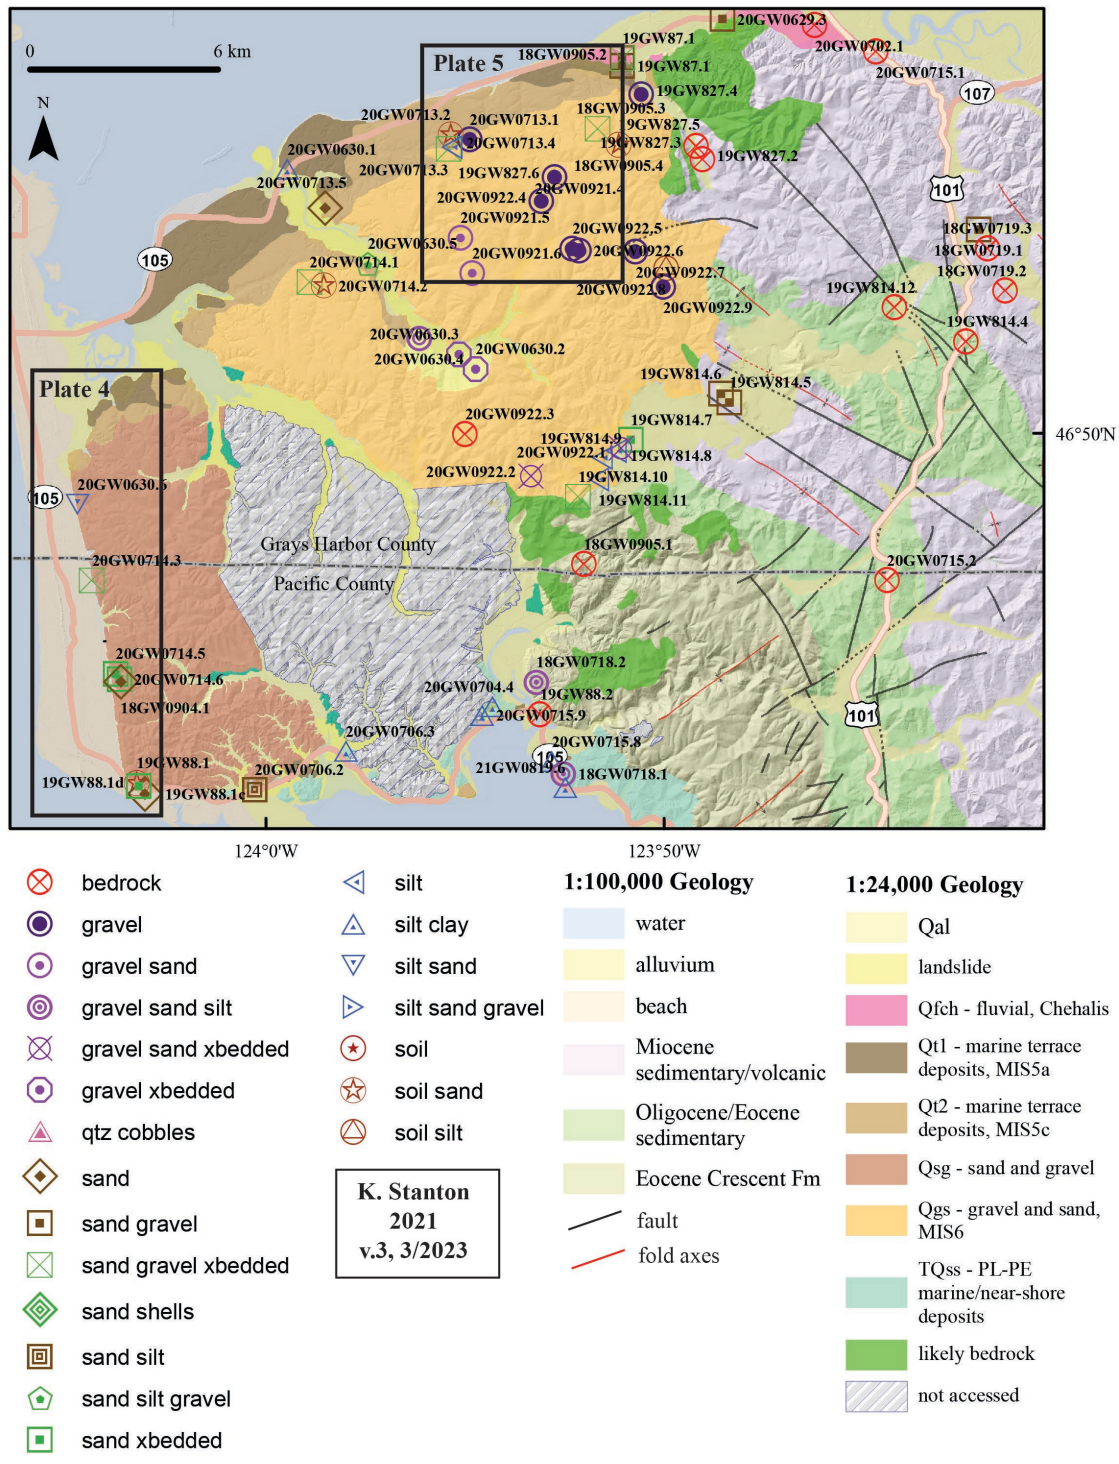 0
6 km
N
Plate 5
Plate 4
20GW0629.3
19GW87.1
18GW0905.2
19GW87.1
20GW0702.1
20GW0715.1
107
19GW827.4
20GW0713.2
20GW0713.1
18GW0905.3
19GW827.5
20GW0630.1
20GW0713.4
19GW827.3
19GW827.2
20GW0713.3
19GW827.6
18GW0905.4
20GW0713.5
20GW0921.4
101
20GW0922.4
20GW0921.5
20GW0922.5
18GW0719.3
20GW0630.5
18GW0719.1
20GW0921.6
20GW0922.6
105
20GW0714.1
20GW0922.7
18GW0719.2
20GW0714.2
20GW0922.8
19GW814.12
20GW0922.9
19GW814.4
20GW0630.3
20GW0630.2
20GW0630.4
19GW814.6
19GW814.5
20GW0922.3
19GW814.7
46°50'N
19GW814.9
20GW0922.1
19GW814.8
20GW0922.2
19GW814.10
20GW0630.6
105
19GW814.11
Grays Harbor County
18GW0905.1
20GW0714.3
20GW0715.2
Pacific County
20GW0714.5
18GW0718.2
20GW0714.6
20GW0704.4
19GW88.2
18GW0904.1
20GW0715.9
101
20GW0706.3
20GW0715.8
105
19GW88.1
20GW0706.2
21GW0819.6
18GW0718.1
19GW88.1d
19GW88.1c
124°0'W
123°50'W
bedrock
gravel
gravel sand
gravel sand silt
gravel sand xbedded
gravel xbedded
qtz cobbles
sand
sand gravel
sand gravel xbedded
sand shells
sand silt
sand silt gravel
sand xbedded
silt
silt clay
silt sand
silt sand gravel
soil
soil sand
soil silt
K. Stanton
2021
v.3, 3/2023
1:100,000 Geology
water
alluvium
beach
Miocene
sedimentary/volcanic
Oligocene/Eocene
sedimentary
Eocene Crescent Fm
fault
fold axes
1:24,000 Geology
Qal
landslide
Qfch - fluvial, Chehalis
Qt1 - marine terrace
deposits, MIS5a
Qt2 - marine terrace
deposits, MIS5c
Qsg - sand and gravel
Qgs - gravel and sand,
MIS6
TQss - PL-PE
marine/near-shore
deposits
likely bedrock
not accessed